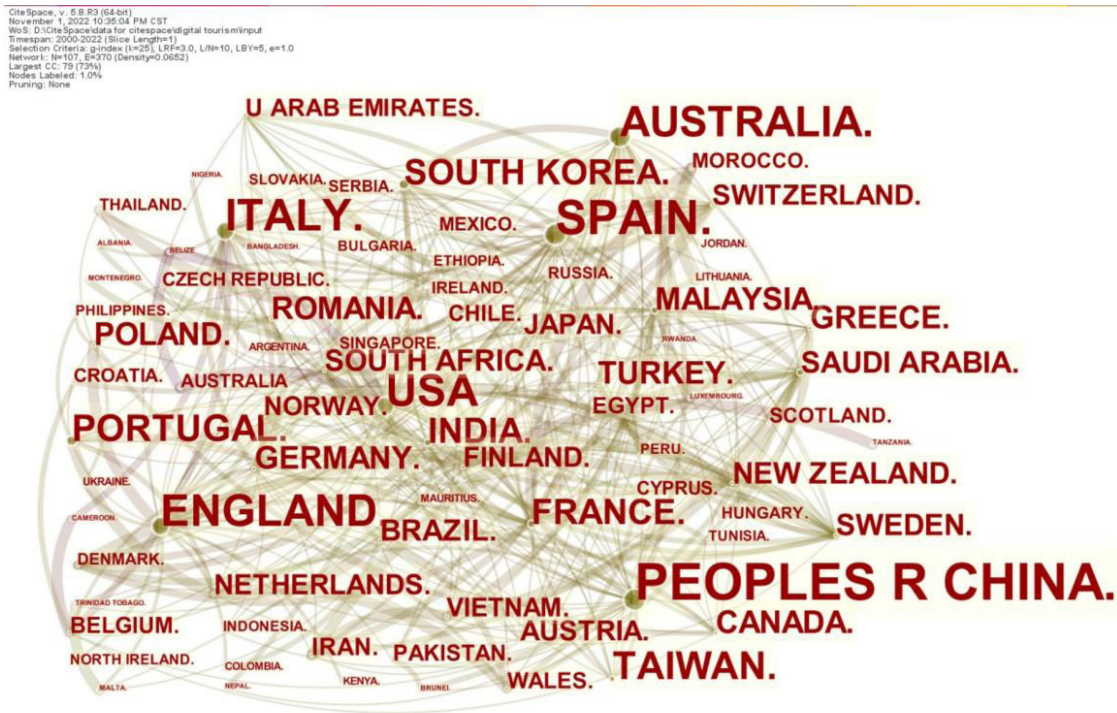 CiteSpace, v. 5.8.R3 (64-bit)
November 1, 2022 10:35:04 PM CST
WoS: D:\CiteSpace\data for citespace\digital tourism\input
Timespan: 2000-2022 (Slice Length=1)
Selection Criteria: g-index (k=25), LRF=3.0, L/N=10, LBY=5, e=1.0
Network: N=107, E=370 (Density=0.0652)
Largest CC: 79 (73%)
Nodes Labeled: 1.0%
Pruning: None
U ARAB EMIRATES.
AUSTRALIA.
MOROCCO.
SOUTH KOREA.
NIGERIA.
SLOVAKIA.
SERBIA.
SWITZERLAND.
THAILAND.
ITALY.
MEXICO.
SPAIN.
ALBANIA.
BELIZE
BANGLADESH.
BULGARIA.
JORDAN.
ETHIOPIA.
MONTENEGRO.
CZECH REPUBLIC.
RUSSIA.
LITHUANIA.
IRELAND.
PHILIPPINES.
ROMANIA.
CHILE.
JAPAN.
MALAYSIA.
GREECE.
POLAND.
ARGENTINA.
SINGAPORE.
RWANDA.
CROATIA.
AUSTRALIA
SOUTH AFRICA.
TURKEY.
SAUDI ARABIA.
USA
NORWAY.
EGYPT.
LUXEMBOURG.
SCOTLAND.
PORTUGAL.
INDIA.
TANZANIA.
GERMANY.
FINLAND.
PERU.
UKRAINE.
MAURITIUS.
CYPRUS.
NEW ZEALAND.
CAMEROON.
ENGLAND
FRANCE.
HUNGARY.
BRAZIL.
TUNISIA.
SWEDEN.
DENMARK.
NETHERLANDS.
PEOPLES R CHINA.
TRINIDAD TOBAGO.
VIETNAM.
BELGIUM.
INDONESIA.
AUSTRIA.
CANADA.
IRAN.
PAKISTAN.
NORTH IRELAND.
COLOMBIA.
TAIWAN.
MALTA.
NEPAL.
KENYA.
BRUNEI.
WALES.